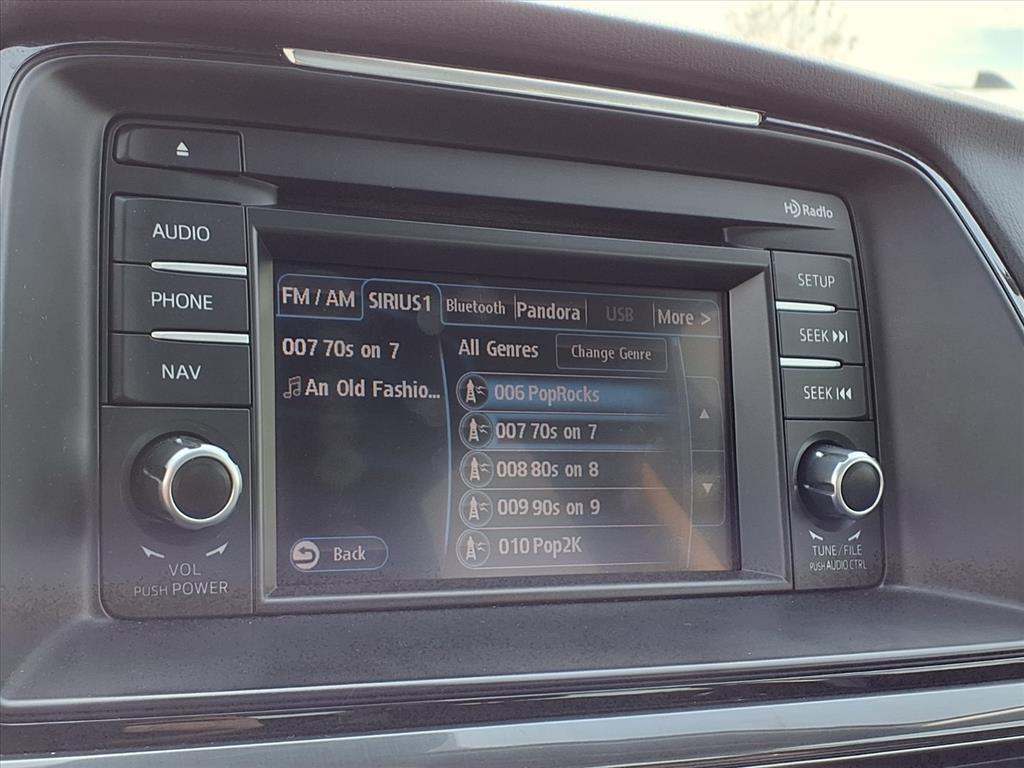 HD Radio
AUDIO
PHONE
NAV
VOL
PUSH POWER
FM / AM
SIRIUS1
Bluetooth
Pandora
USB
More >
007 70s on 7
An Old Fashio...
All Genres
Change Genre
006 PopRocks
007 70s on 7
008 80s on 8
009 90s on 9
010 Pop2K
Back
SETUP
SEEK
SEEK
TUNE / FILE
PUSH AUDIO CTRL